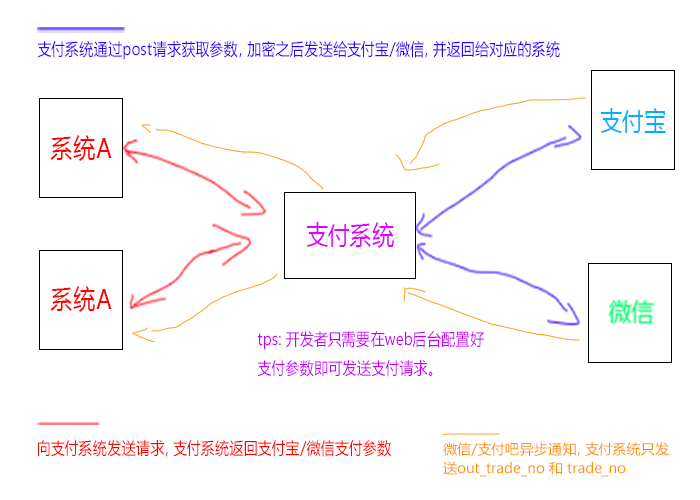 支付系统通过post请求获取参数, 加密之后发送给支付宝/微信, 并返回给对应的系统
系统A
支付宝
支付系统
系统A
微信
tps: 开发者只需要在web后台配置好
支付参数即可发送支付请求。
向支付系统发送请求, 支付系统返回支付宝/微信支付参数
微信/支付吧异步通知, 支付系统只发
送out_trade_no 和 trade_no